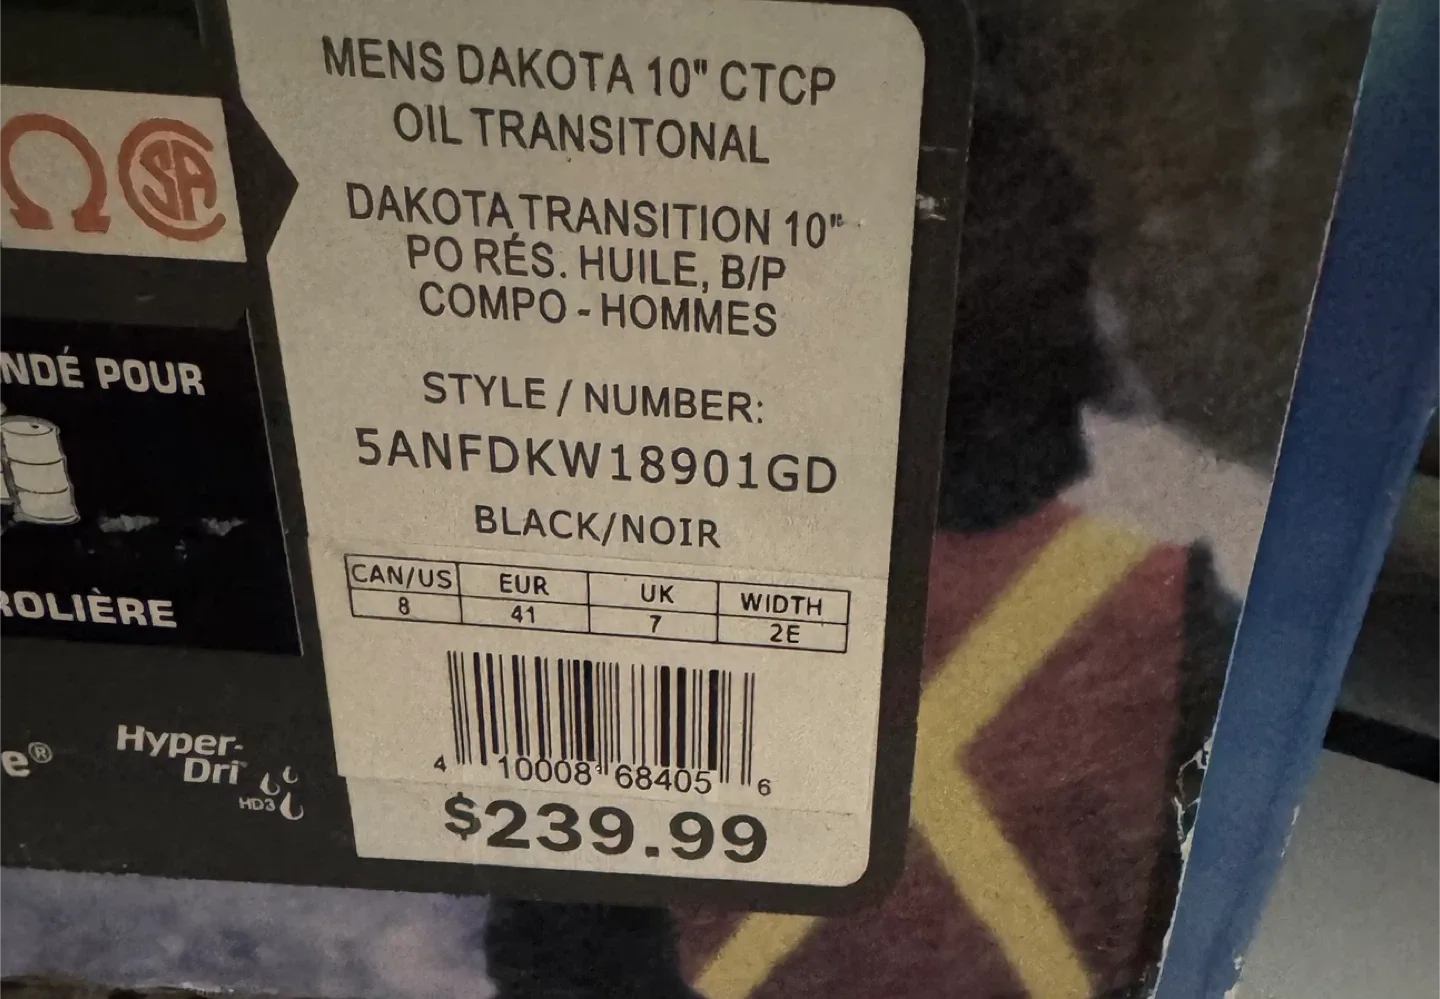 MENS DAKOTA 10" CTCP
OIL TRANSITONAL
DAKOTA TRANSITION 10"
PO RÉS. HUILE, B/P
COMPO - HOMMES
STYLE / NUMBER:
5ANFDKW18901GD
BLACK/NOIR
CAN/US EUR UK WIDTH
8 41 7 2E
4 10008 68405 6
$239.99
Ω CSA
NDÉ POUR
ROLIÈRE
e®
Hyper-
Dri
HD3